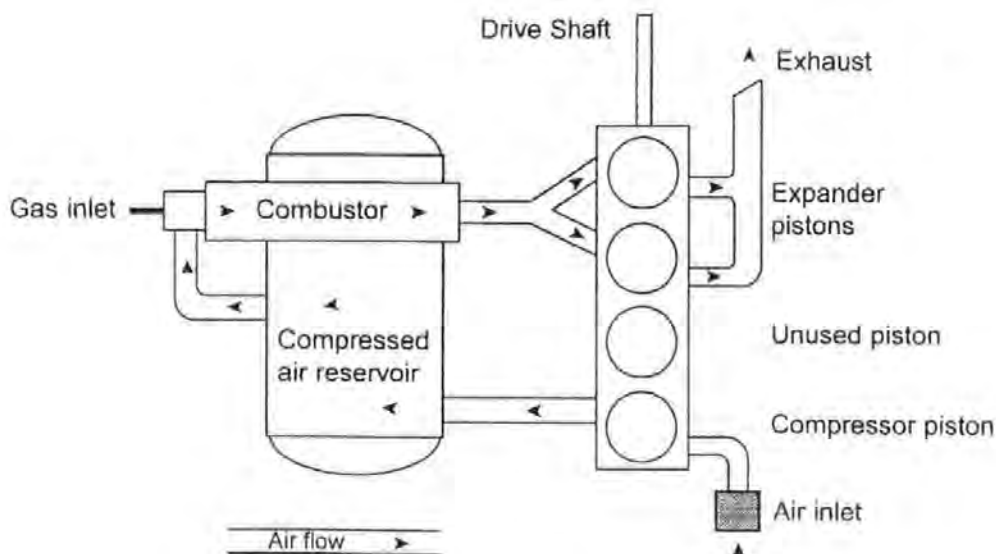 Drive Shaft
Exhaust
Gas inlet
Combustor
Expander
pistons
Compressed
air reservoir
Unused piston
Compressor piston
Air inlet
Air flow